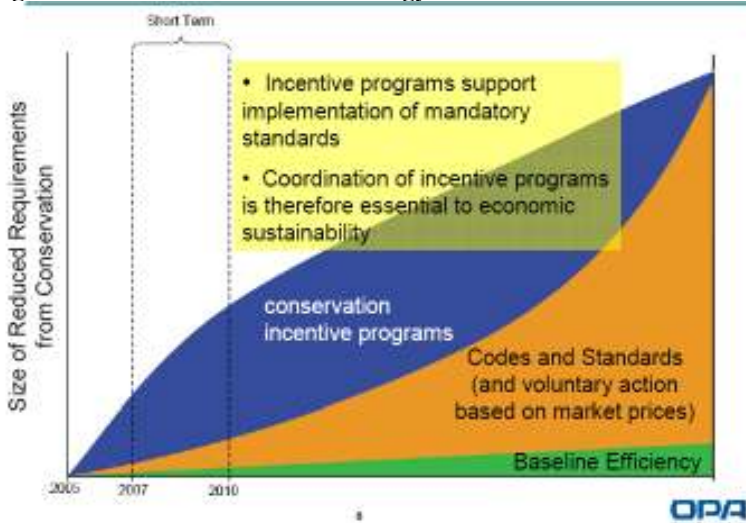 Short Term
• Incentive programs support
implementation of mandatory
standards
• Coordination of incentive programs
is therefore essential to economic
sustainability
Size of Reduced Requirements
from Conservation
conservation
incentive programs
Codes and Standards
(and voluntary action
based on market prices)
Baseline Efficiency
2005
2007
2010
OPA